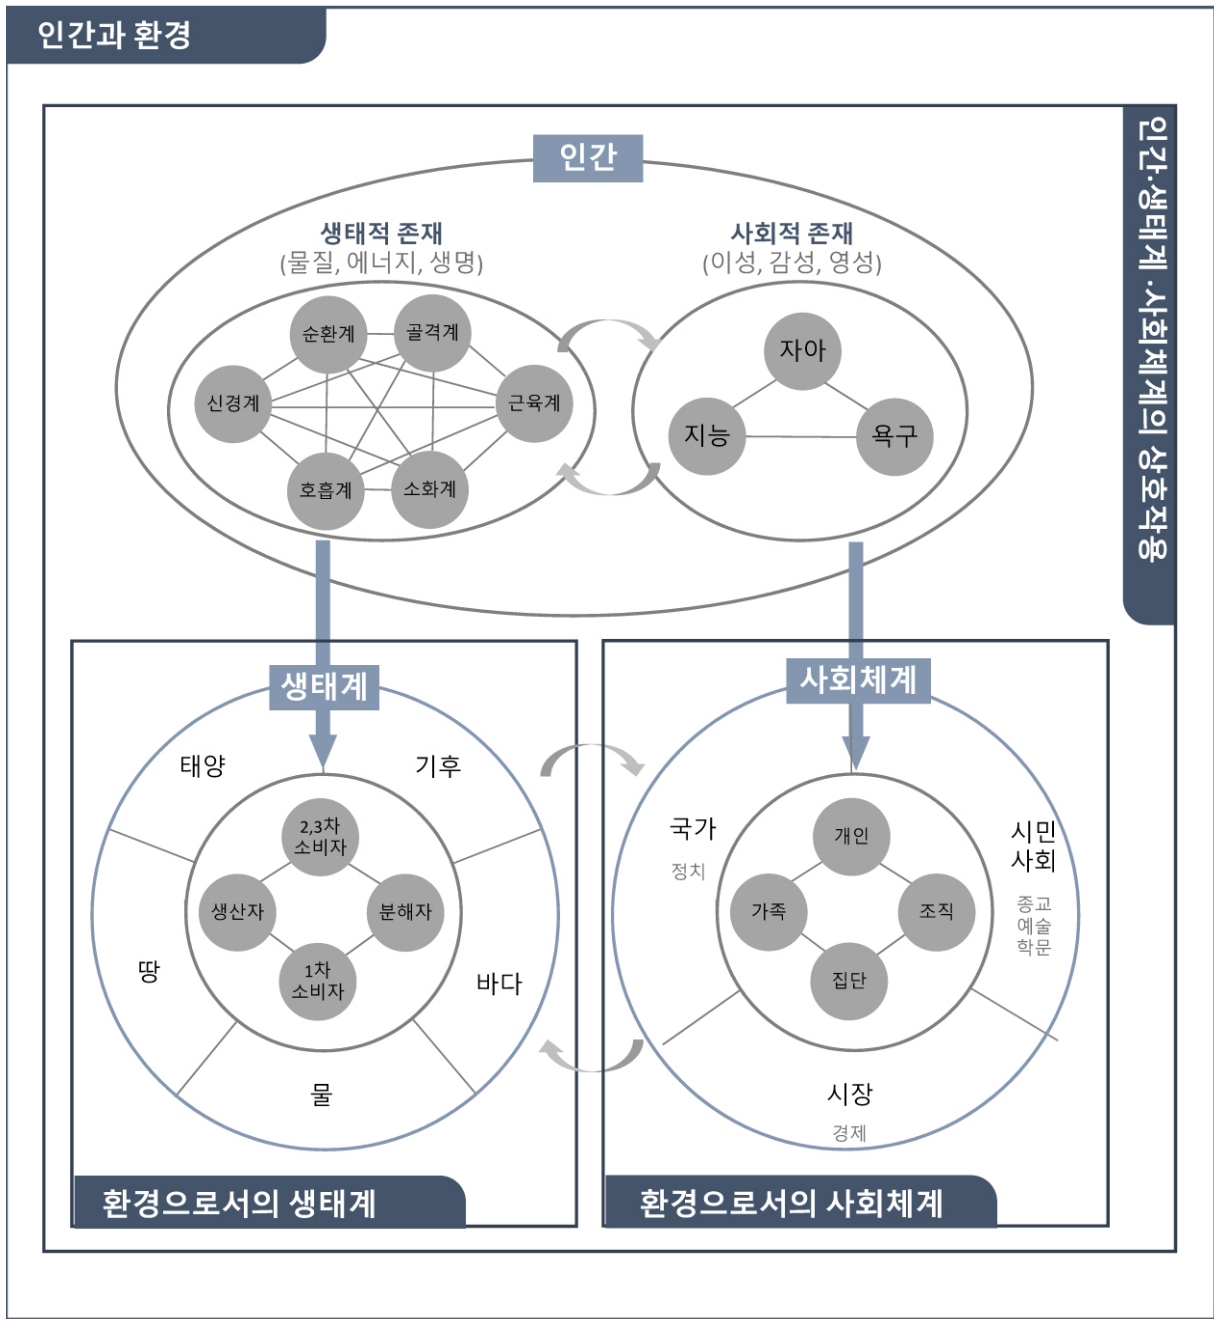 인간과 환경
인간·생태계·사회체계의 상호작용
인간
생태적 존재
(물질, 에너지, 생명)
사회적 존재
(이성, 감성, 영성)
순환계
골격계
신경계
근육계
호흡계
소화계
자아
지능
욕구
생태계
태양
기후
2,3차
소비자
생산자
분해자
1차
소비자
땅
바다
물
환경으로서의 생태계
사회체계
국가
정치
시민
사회
종교
예술
학문
개인
가족
조직
집단
시장
경제
환경으로서의 사회체계